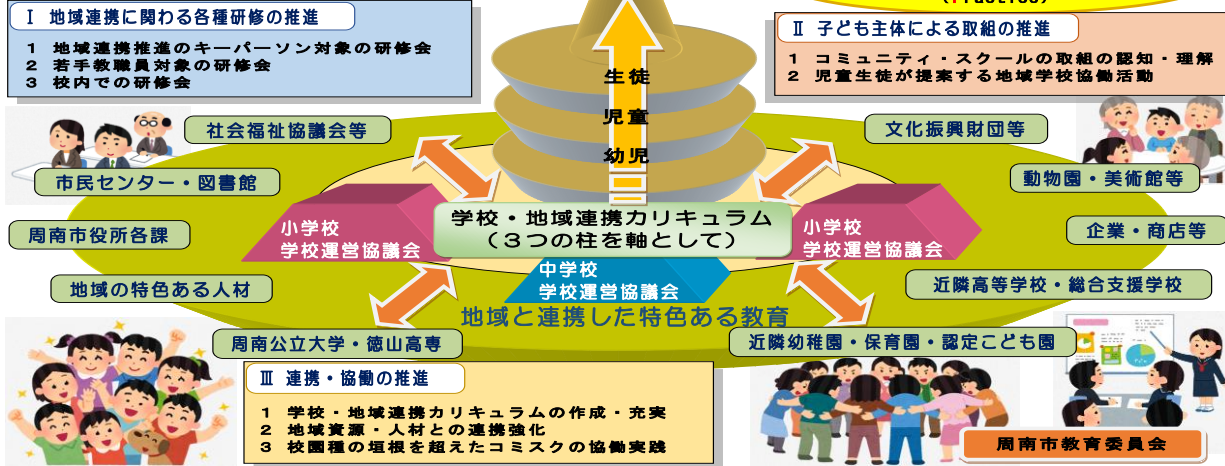 (Practice)
Ⅰ 地域連携に関わる各種研修の推進
1 地域連携推進のキーパーソン対象の研修会
2 若手教職員対象の研修会
3 校内での研修会
Ⅱ 子ども主体による取組の推進
1 コミュニティ・スクールの取組の認知・理解
2 児童生徒が提案する地域学校協働活動
生徒
児童
幼児
社会福祉協議会等
市民センター・図書館
周南市役所各課
地域の特色ある人材
周南公立大学・徳山高専
文化振興財団等
動物園・美術館等
企業・商店等
近隣高等学校・総合支援学校
近隣幼稚園・保育園・認定こども園
学校・地域連携カリキュラム
(3つの柱を軸として)
小学校
学校運営協議会
小学校
学校運営協議会
中学校
学校運営協議会
地域と連携した特色ある教育
Ⅲ 連携・協働の推進
1 学校・地域連携カリキュラムの作成・充実
2 地域資源・人材との連携強化
3 校園種の垣根を超えたコミスクの協働実践
周南市教育委員会